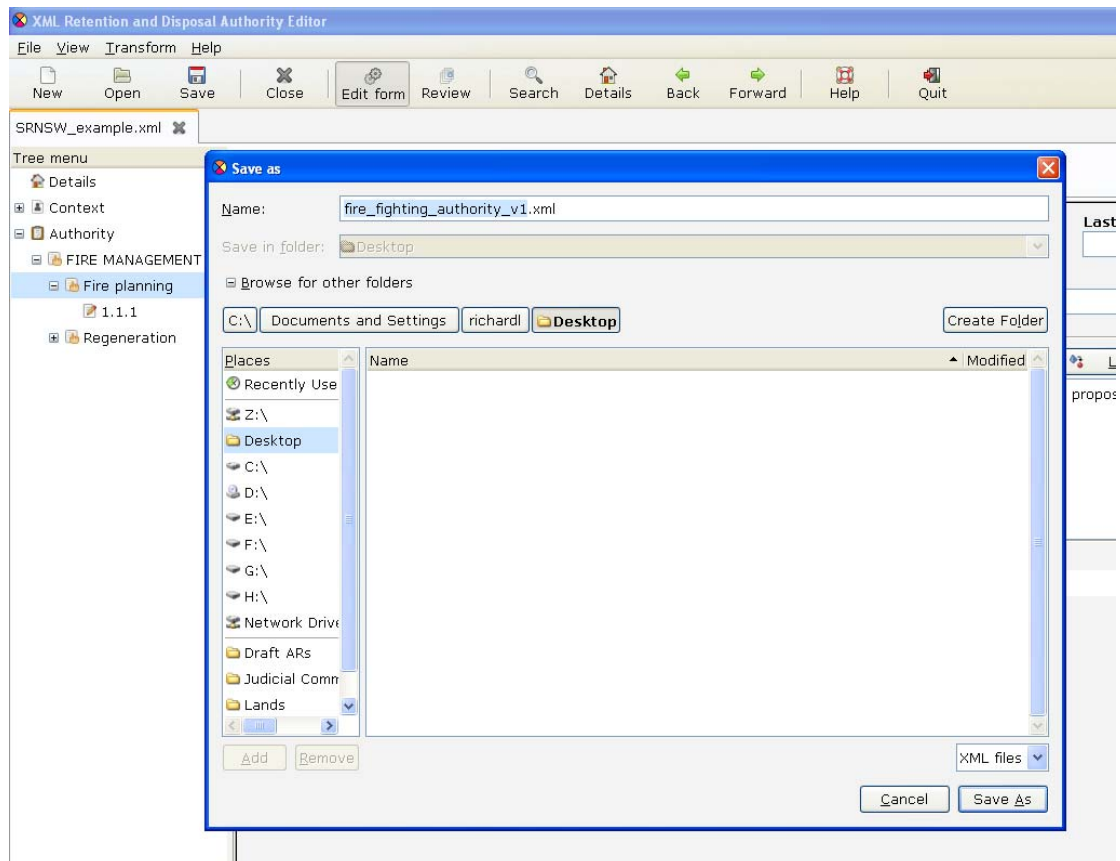 XML Retention and Disposal Authority Editor
File View Transform Help
New Open Save Close Edit form Review Search Details Back Forward Help Quit
SRNSW_example.xml
Tree menu
Details
Context
Authority
FIRE MANAGEMENT
Fire planning
1.1.1
Regeneration
Save as
Name: fire_fighting_authority_v1.xml
Save in folder: Desktop
Browse for other folders
C:\ Documents and Settings richardl Desktop Create Folder
Places Name Modified
Recently Use
Z:\
Desktop
C:\
D:\
E:\
F:\
G:\
H:\
Network Drive
Draft ARs
Judicial Comm
Lands
Add Remove XML files
Cancel Save As
Last
L
propos